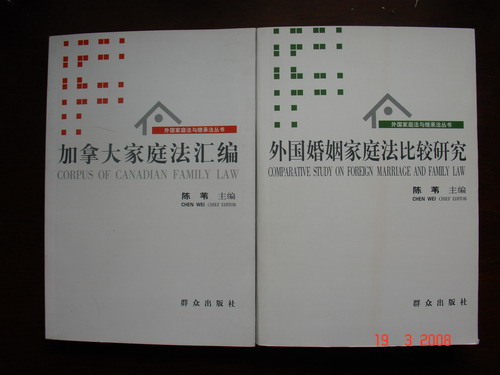 外国家庭法与继承法丛书
加拿大家庭法汇编
CORPUS OF CANADIAN FAMILY LAW
陈 苇 主编
CHEN WEI CHIEF EDITOR
群众出版社
外国家庭法与继承法丛书
外国婚姻家庭法比较研究
COMPARATIVE STUDY ON FOREIGN MARRIAGE AND FAMILY LAW
陈 苇 主编
CHEN WEI CHIEF EDITOR
群众出版社
19 3 2008